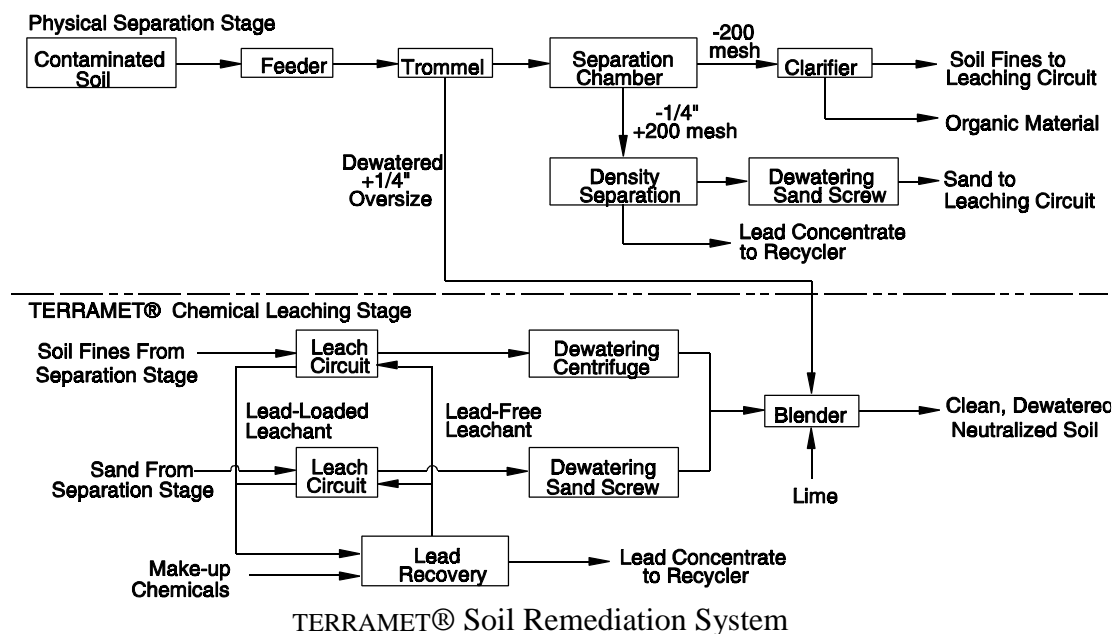 Physical Separation Stage
Contaminated
Soil
Feeder
Trommel
Separation
Chamber
-200
mesh
Clarifier
Soil Fines to
Leaching Circuit
Organic Material
-1/4"
+200 mesh
Dewatered
+1/4"
Oversize
Density
Separation
Dewatering
Sand Screw
Sand to
Leaching Circuit
Lead Concentrate
to Recycler
TERRAMET® Chemical Leaching Stage
Soil Fines From
Separation Stage
Leach
Circuit
Dewatering
Centrifuge
Lead-Loaded
Leachant
Lead-Free
Leachant
Blender
Clean, Dewatered
Neutralized Soil
Sand From
Separation Stage
Leach
Circuit
Dewatering
Sand Screw
Lime
Make-up
Chemicals
Lead
Recovery
Lead Concentrate
to Recycler
TERRAMET® Soil Remediation System